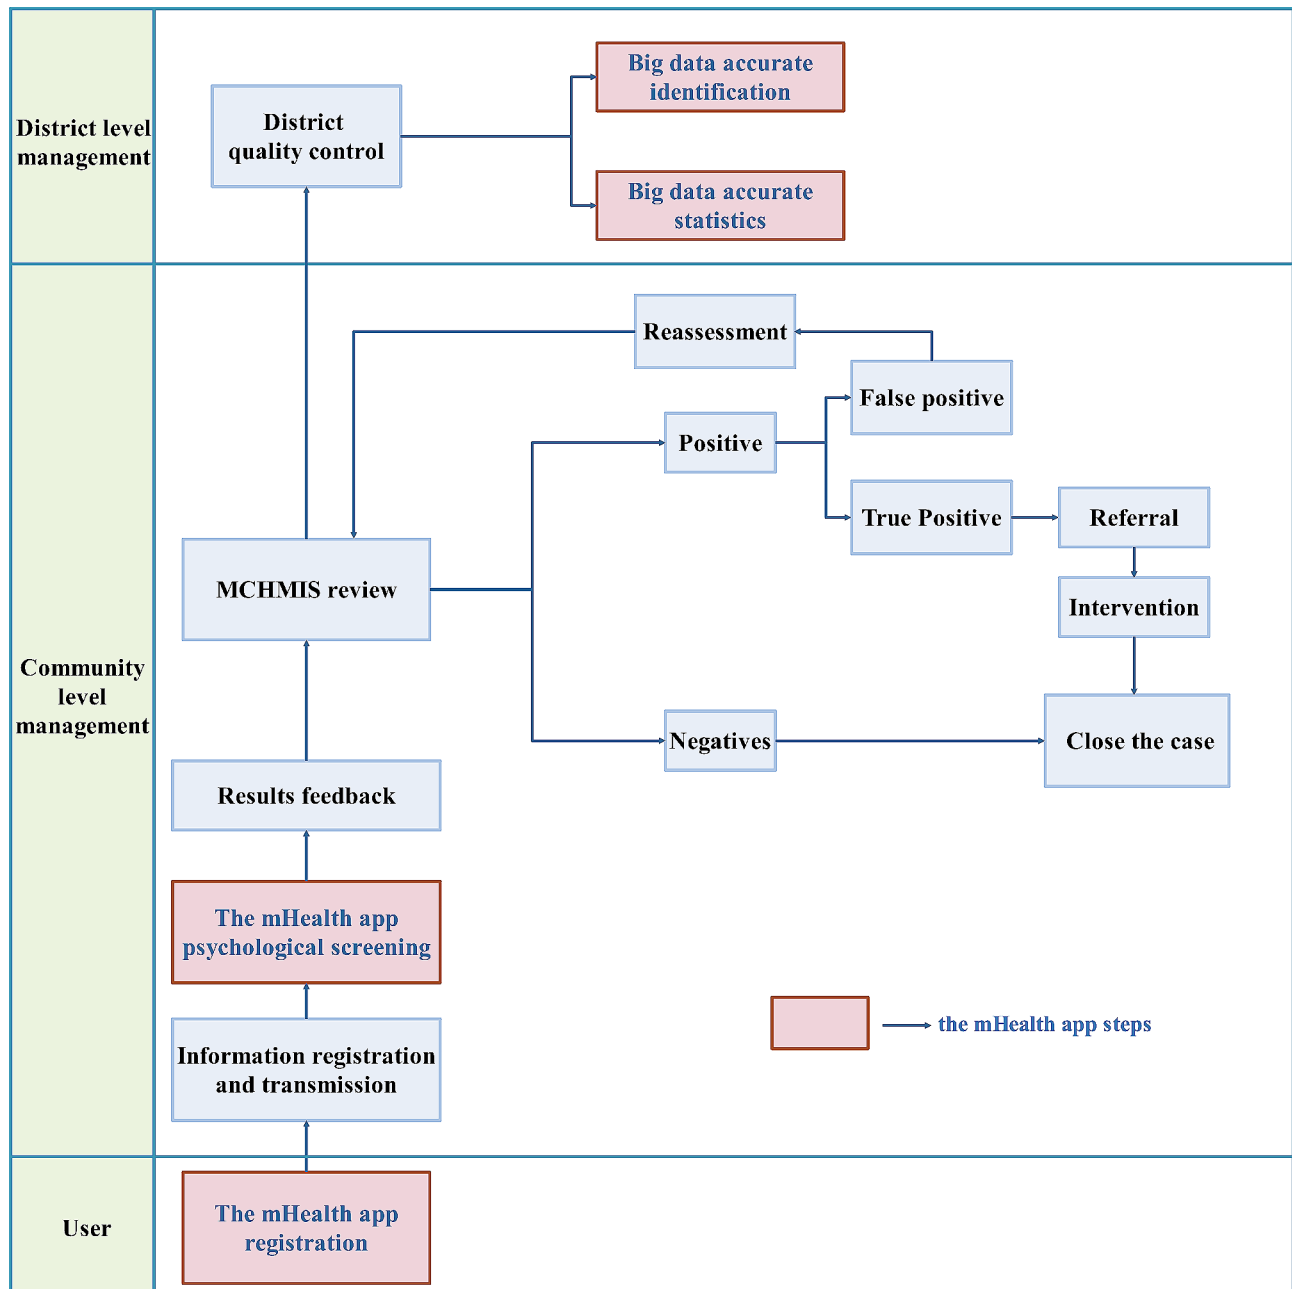 District level
management
Big data accurate
identification
District
quality control
Big data accurate
statistics
Community
level
management
Reassessment
False positive
Positive
True Positive
Referral
MCHMIS review
Intervention
Negatives
Close the case
Results feedback
The mHealth app
psychological screening
the mHealth app steps
Information registration
and transmission
User
The mHealth app
registration